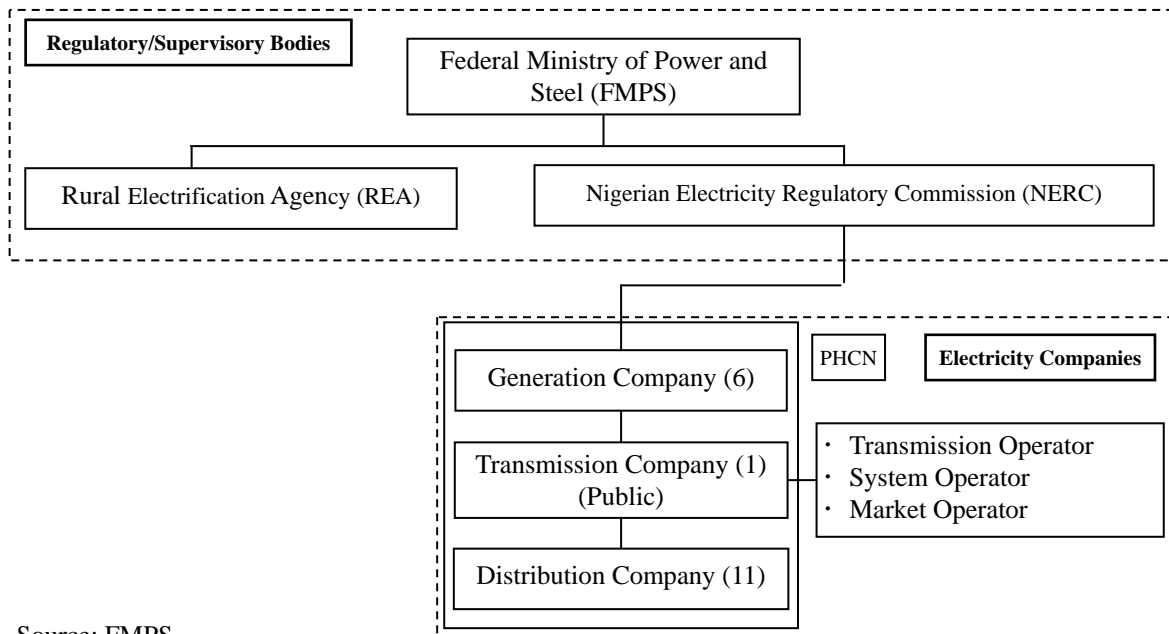 Regulatory/Supervisory Bodies
Federal Ministry of Power and
Steel (FMPS)
Rural Electrification Agency (REA)
Nigerian Electricity Regulatory Commission (NERC)
PHCN
Electricity Companies
Generation Company (6)
Transmission Company (1)
(Public)
・ Transmission Operator
・ System Operator
・ Market Operator
Distribution Company (11)
Source: FMPS